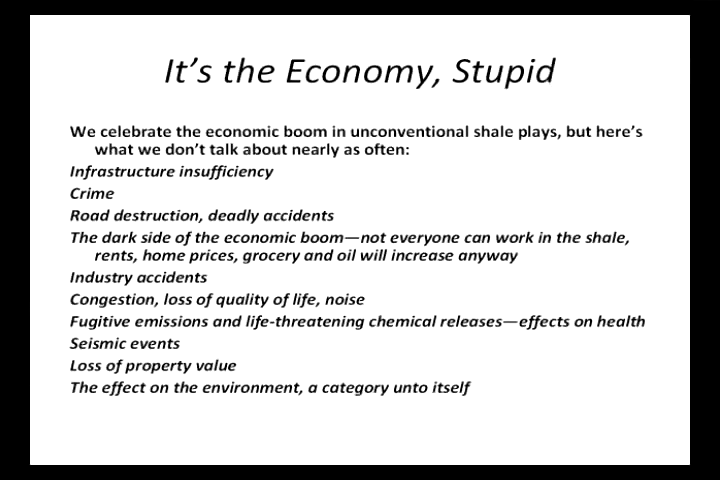 It's the Economy, Stupid
We celebrate the economic boom in unconventional shale plays, but here's
what we don't talk about nearly as often:
Infrastructure insufficiency
Crime
Road destruction, deadly accidents
The dark side of the economic boom—not everyone can work in the shale,
rents, home prices, grocery and oil will increase anyway
Industry accidents
Congestion, loss of quality of life, noise
Fugitive emissions and life-threatening chemical releases—effects on health
Seismic events
Loss of property value
The effect on the environment, a category unto itself